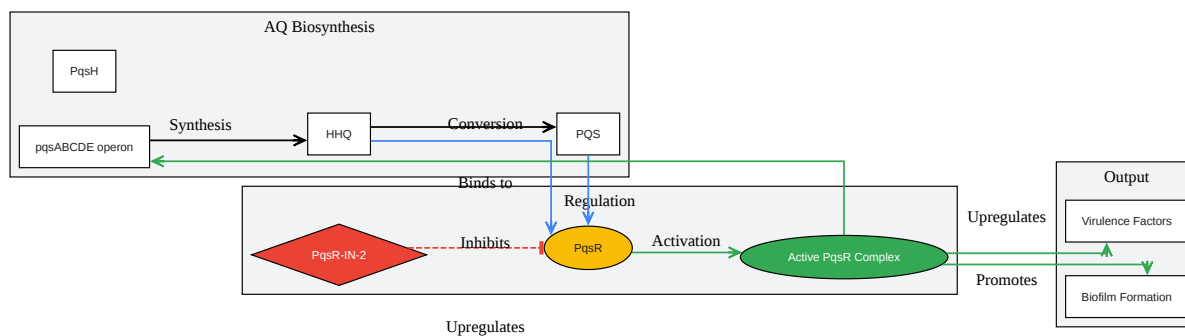 AQ Biosynthesis
PqsH
Synthesis
pqsABCDE operon
HHQ
Conversion
PQS
Binds to
Regulation
PqsR-IN-2
Inhibits
PqsR
Activation
Active PqsR Complex
Upregulates
Promotes
Output
Virulence Factors
Biofilm Formation
Upregulates